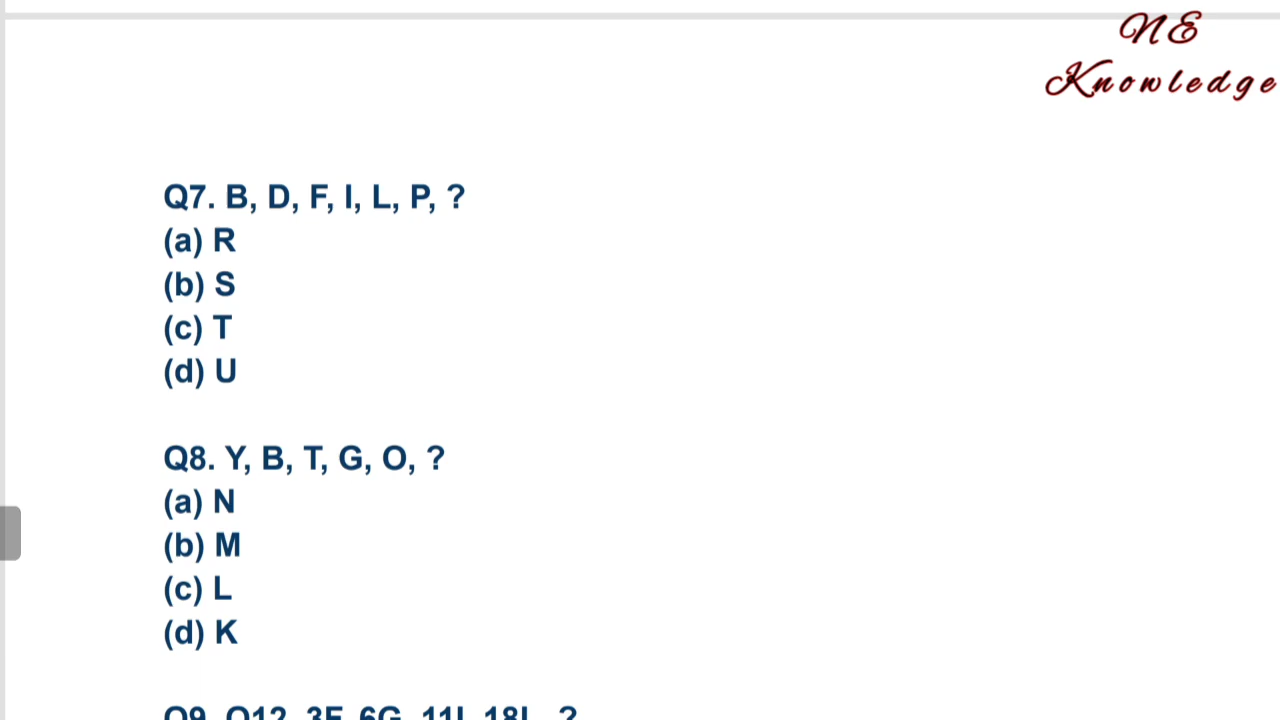 NE
Knowledge
Q7. B, D, F, I, L, P, ?
(a) R
(b) S
(c) T
(d) U
Q8. Y, B, T, G, O, ?
(a) N
(b) M
(c) L
(d) K